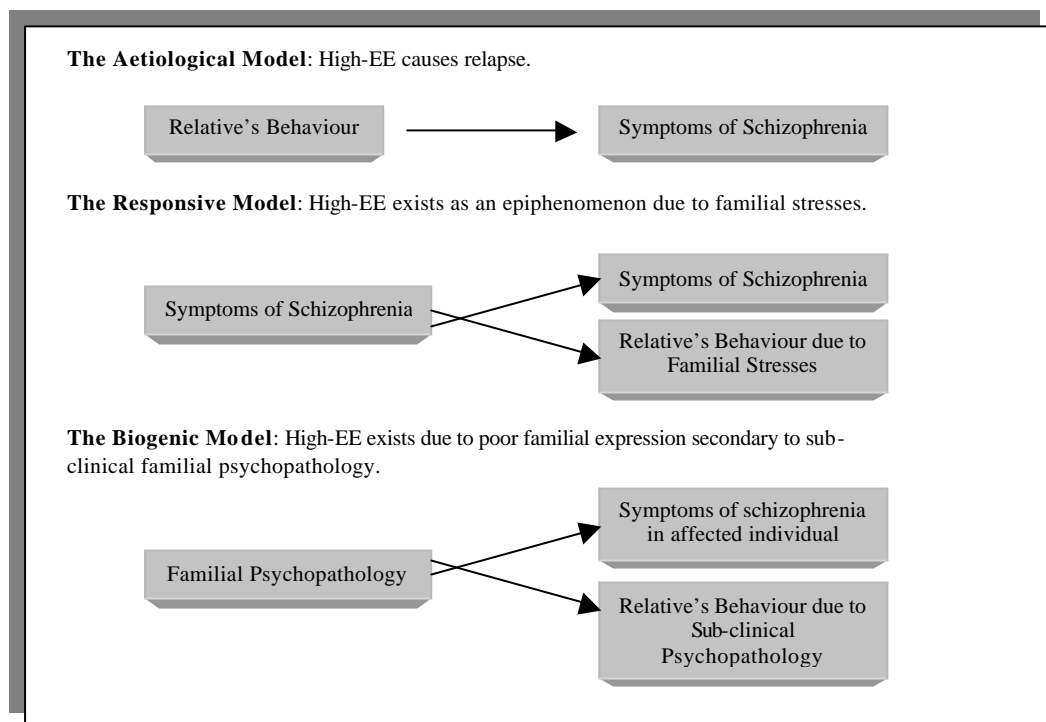 The Aetiological Model: High-EE causes relapse.
Relative's Behaviour
Symptoms of Schizophrenia
The Responsive Model: High-EE exists as an epiphenomenon due to familial stresses.
Symptoms of Schizophrenia
Symptoms of Schizophrenia
Relative's Behaviour due to
Familial Stresses
The Biogenic Model: High-EE exists due to poor familial expression secondary to sub-
clinical familial psychopathology.
Familial Psychopathology
Symptoms of schizophrenia
in affected individual
Relative's Behaviour due to
Sub-clinical
Psychopathology